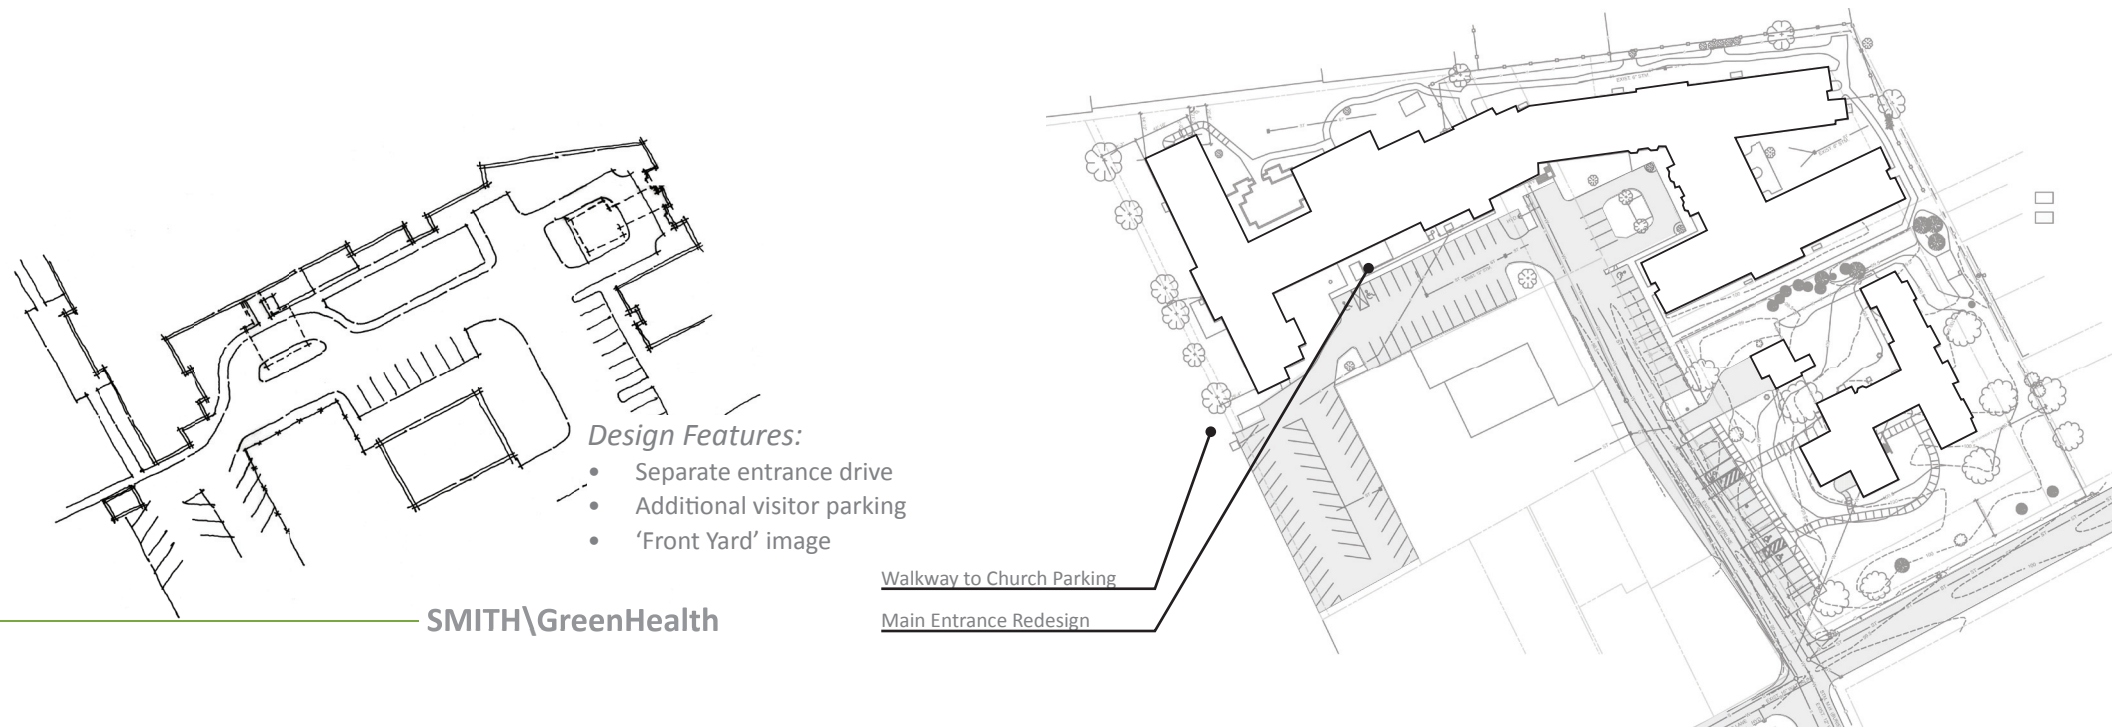 Design Features:
• Separate entrance drive
• Additional visitor parking
• ‘Front Yard’ image
Walkway to Church Parking
Main Entrance Redesign
SMITH\GreenHealth